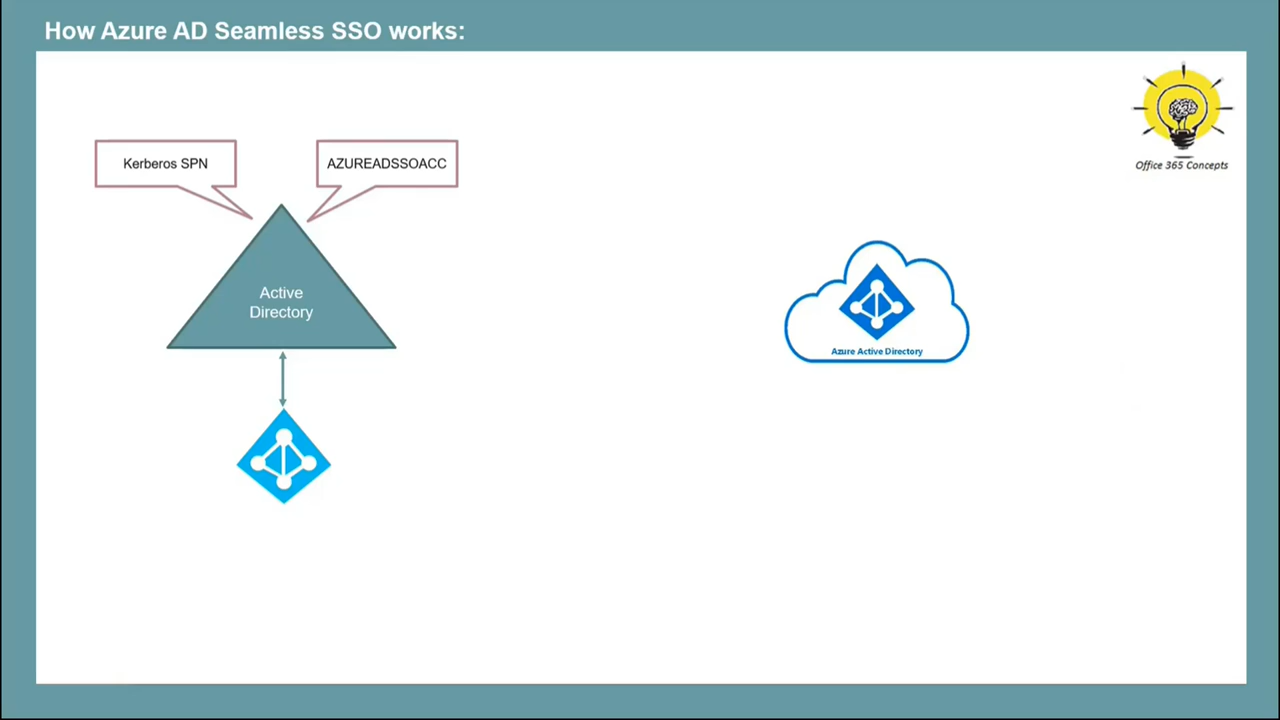 How Azure AD Seamless SSO works:
Office 365 Concepts
Kerberos SPN
AZUREADSSOACC
Active
Directory
Azure Active Directory